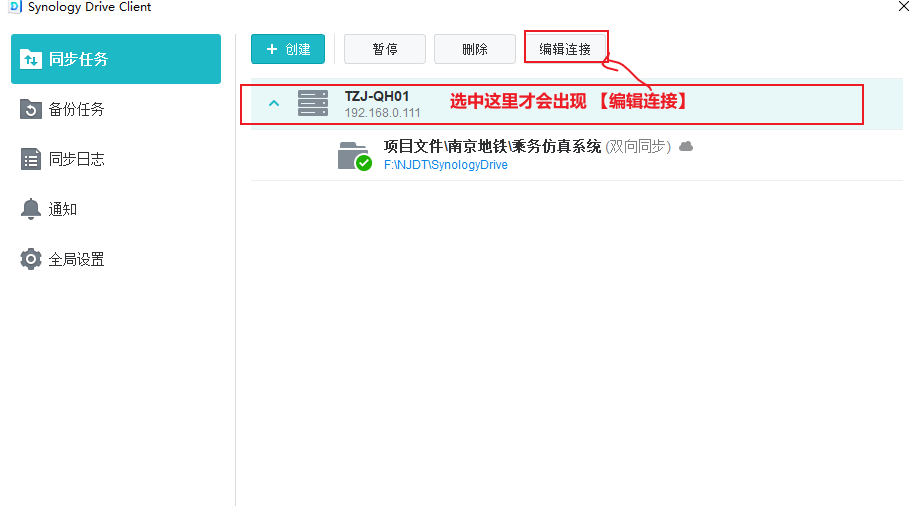 Synology Drive Client
同步任务
备份任务
同步日志
通知
全局设置
+ 创建
暂停
删除
编辑连接
TZJ-QH01
192.168.0.111
选中这里才会出现 【编辑连接】
项目文件\南京地铁\乘务仿真系统 (双向同步)
F:\NJDT\SynologyDrive